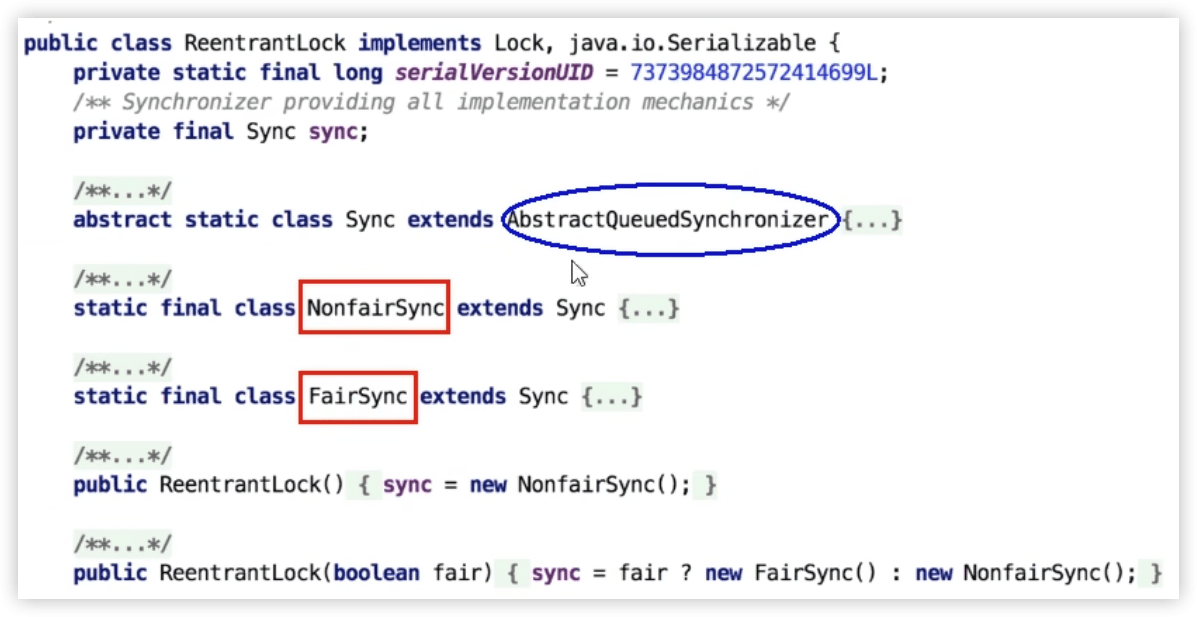 public class ReentrantLock implements Lock, java.io.Serializable {
private static final long serialVersionUID = 7373984872572414699L;
/** Synchronizer providing all implementation mechanics */
private final Sync sync;
/**...*/
abstract static class Sync extends AbstractQueuedSynchronizer {...}
/**...*/
static final class NonfairSync extends Sync {...}
/**...*/
static final class FairSync extends Sync {...}
/**...*/
public ReentrantLock() { sync = new NonfairSync(); }
/**...*/
public ReentrantLock(boolean fair) { sync = fair ? new FairSync() : new NonfairSync(); }